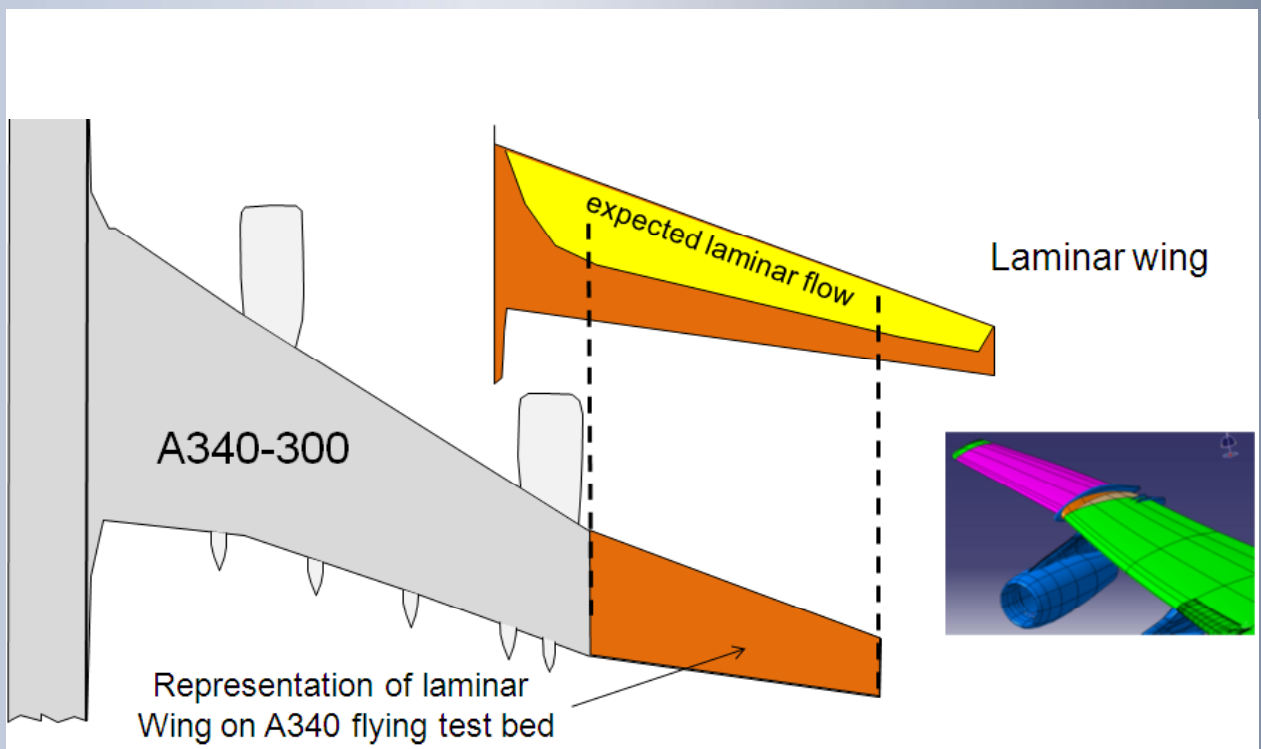 expected laminar flow
Laminar wing
A340-300
Representation of laminar
Wing on A340 flying test bed